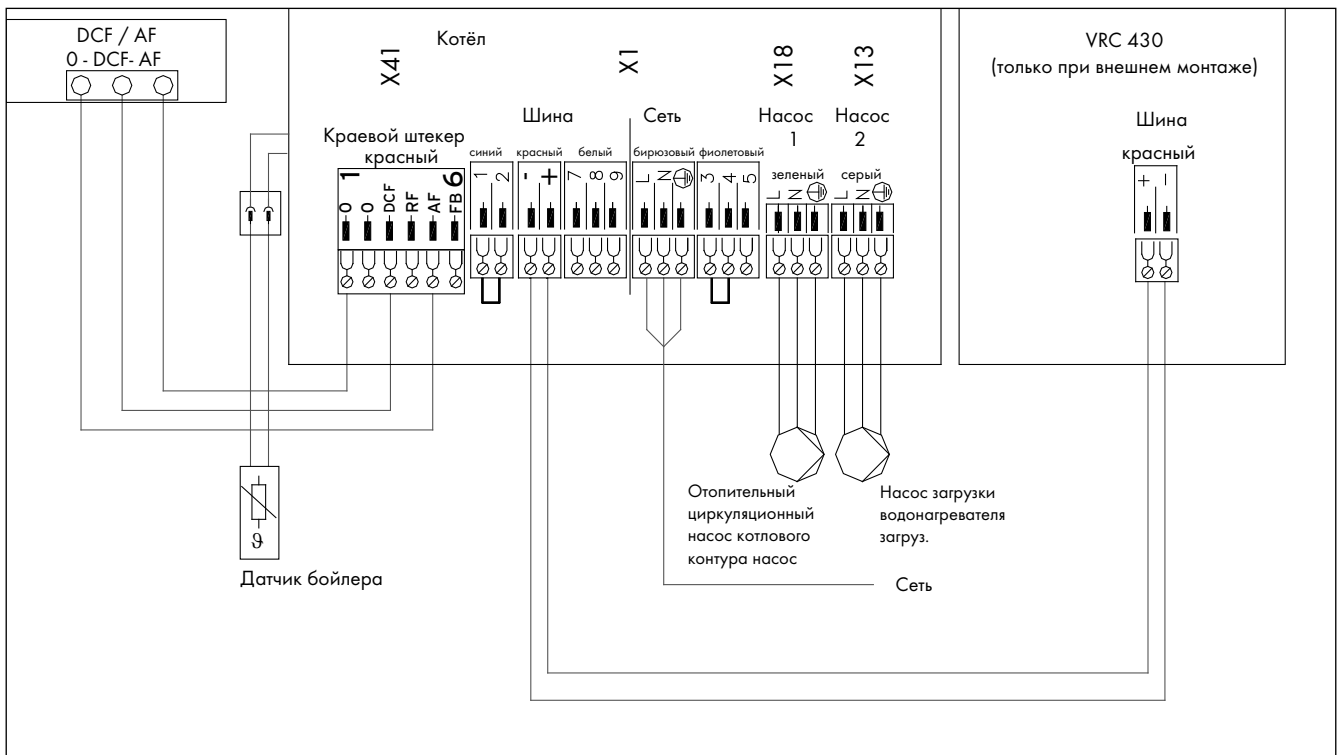 DCF / AF
0 - DCF- AF
Котёл
X41
X1
X18
X13
VRC 430
(только при внешнем монтаже)
Шина
Сеть
Насос
1
Насос
2
Шина
красный
Краевой штекер
красный
синий
красный
белый
бирюзовый
фиолетовый
зеленый
серый
1
6
0
0
DCF
RF
AF
FB
1
2
-
+
7
8
9
L
N
3
4
5
L
N
L
N
+
–
Отопительный
циркуляционный
насос котлового
контура насос
Насос загрузки
водонагревателя
загруз.
ϑ
Датчик бойлера
Сеть